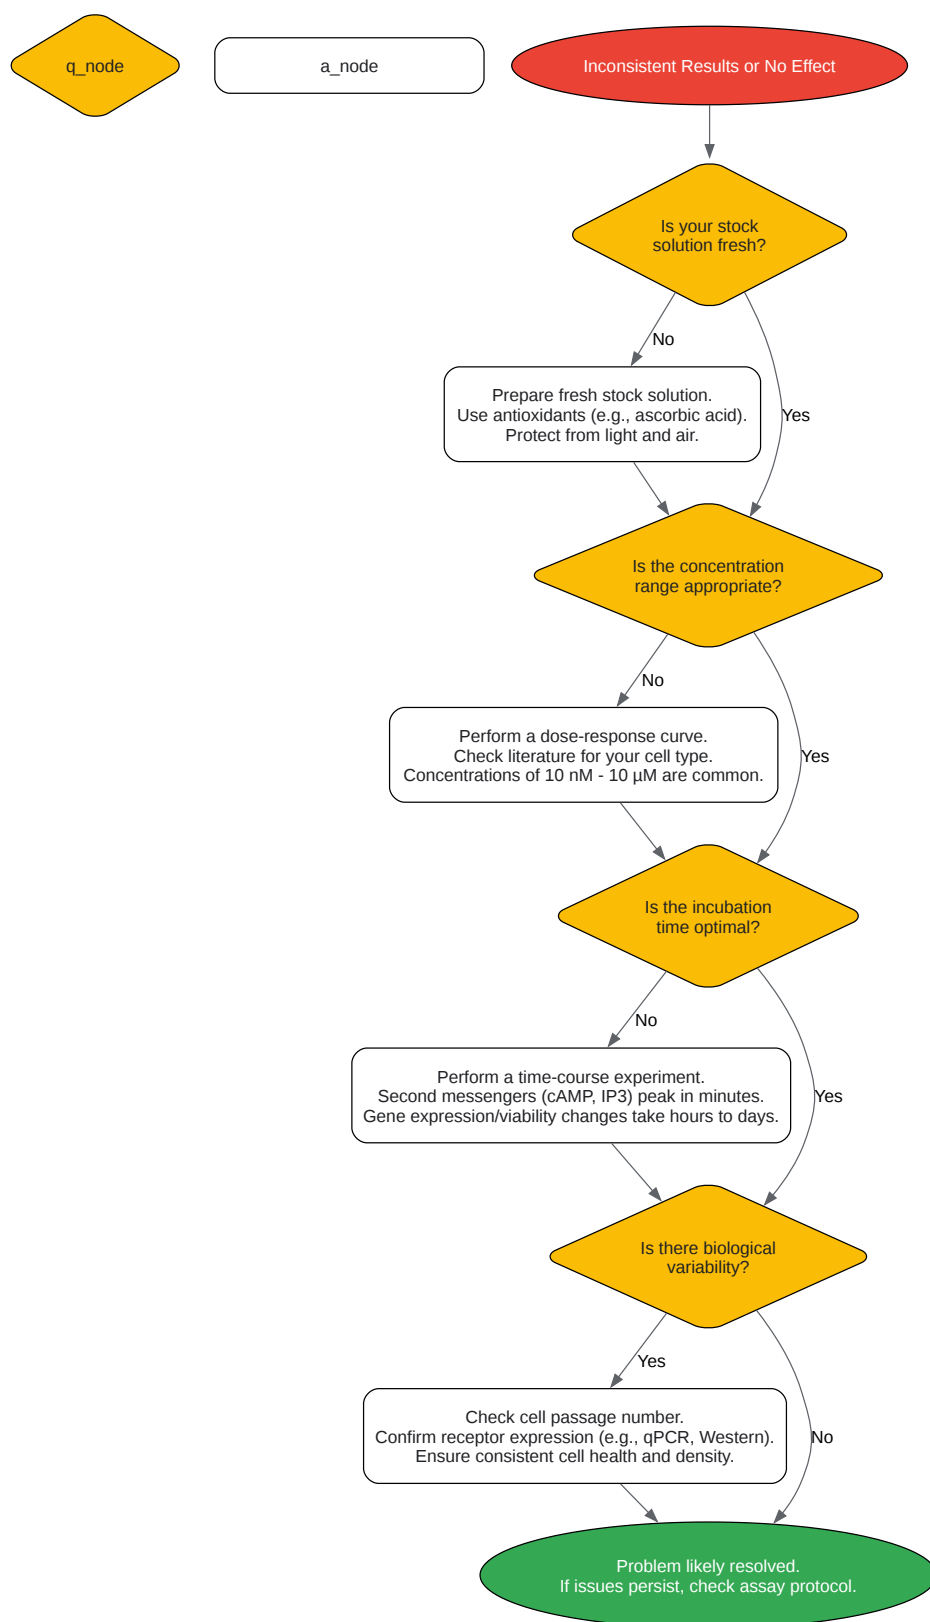 q_node
a_node
Inconsistent Results or No Effect
Is your stock
solution fresh?
No
Yes
Prepare fresh stock solution.
Use antioxidants (e.g., ascorbic acid).
Protect from light and air.
Is the concentration
range appropriate?
No
Yes
Perform a dose-response curve.
Check literature for your cell type.
Concentrations of 10 nM - 10 µM are common.
Is the incubation
time optimal?
No
Yes
Perform a time-course experiment.
Second messengers (cAMP, IP3) peak in minutes.
Gene expression/viability changes take hours to days.
Is there biological
variability?
Yes
No
Check cell passage number.
Confirm receptor expression (e.g., qPCR, Western).
Ensure consistent cell health and density.
Problem likely resolved.
If issues persist, check assay protocol.